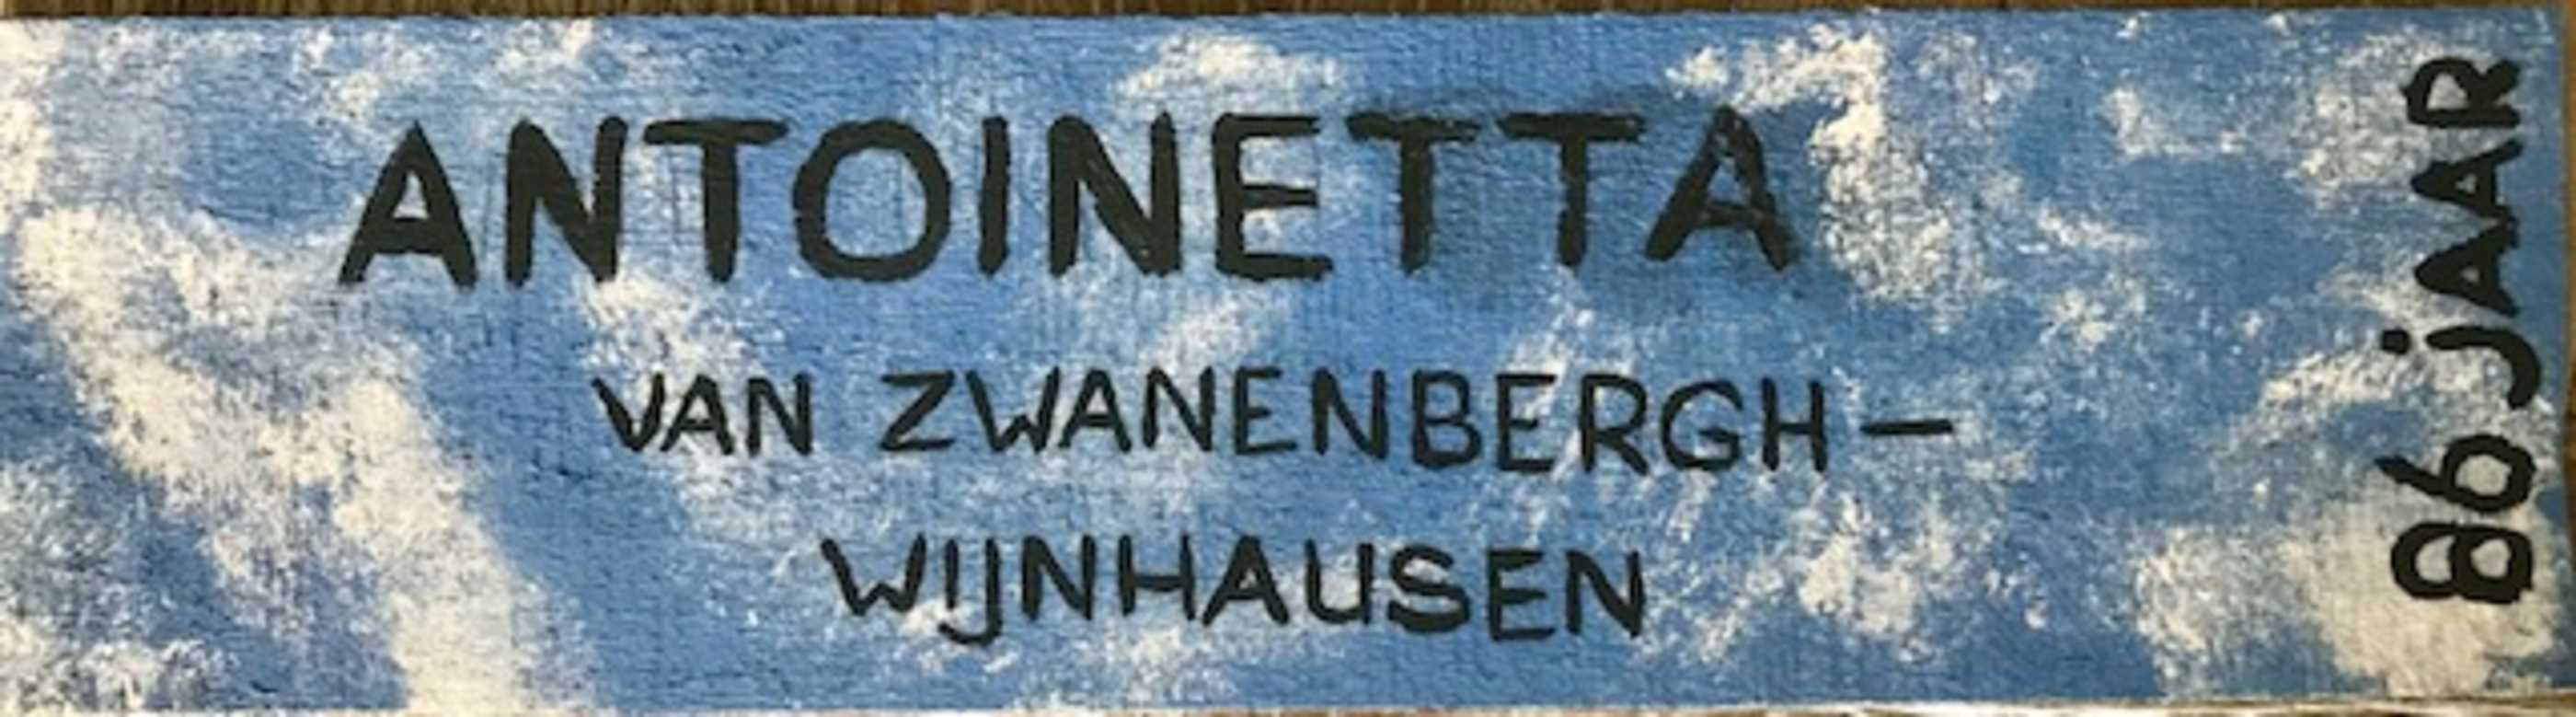 ANTOINETTA
VAN ZWANENBERGH-
WIJNHAUSEN
86 jAAR